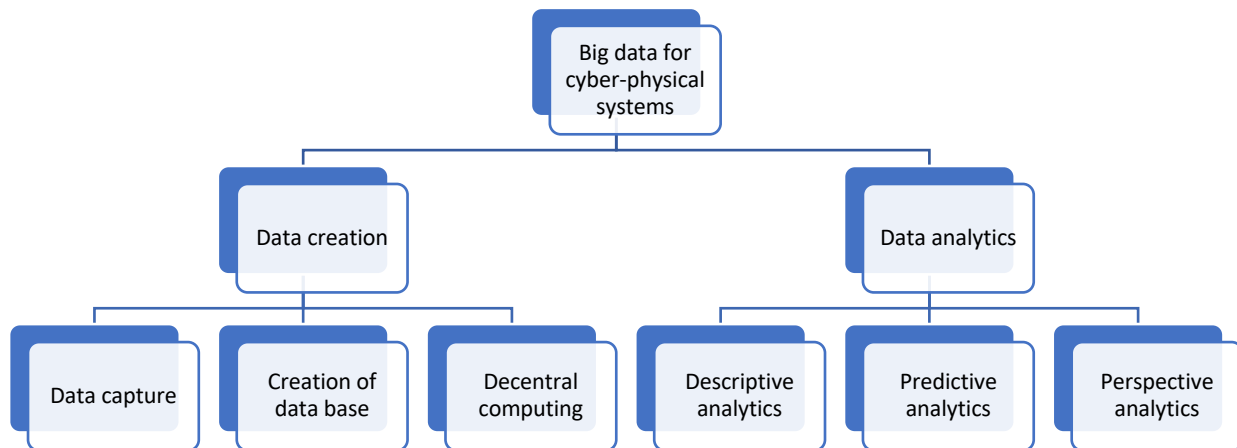 Big data for
cyber-physical
systems
Data creation
Data analytics
Data capture
Creation of
data base
Decentral
computing
Descriptive
analytics
Predictive
analytics
Perspective
analytics